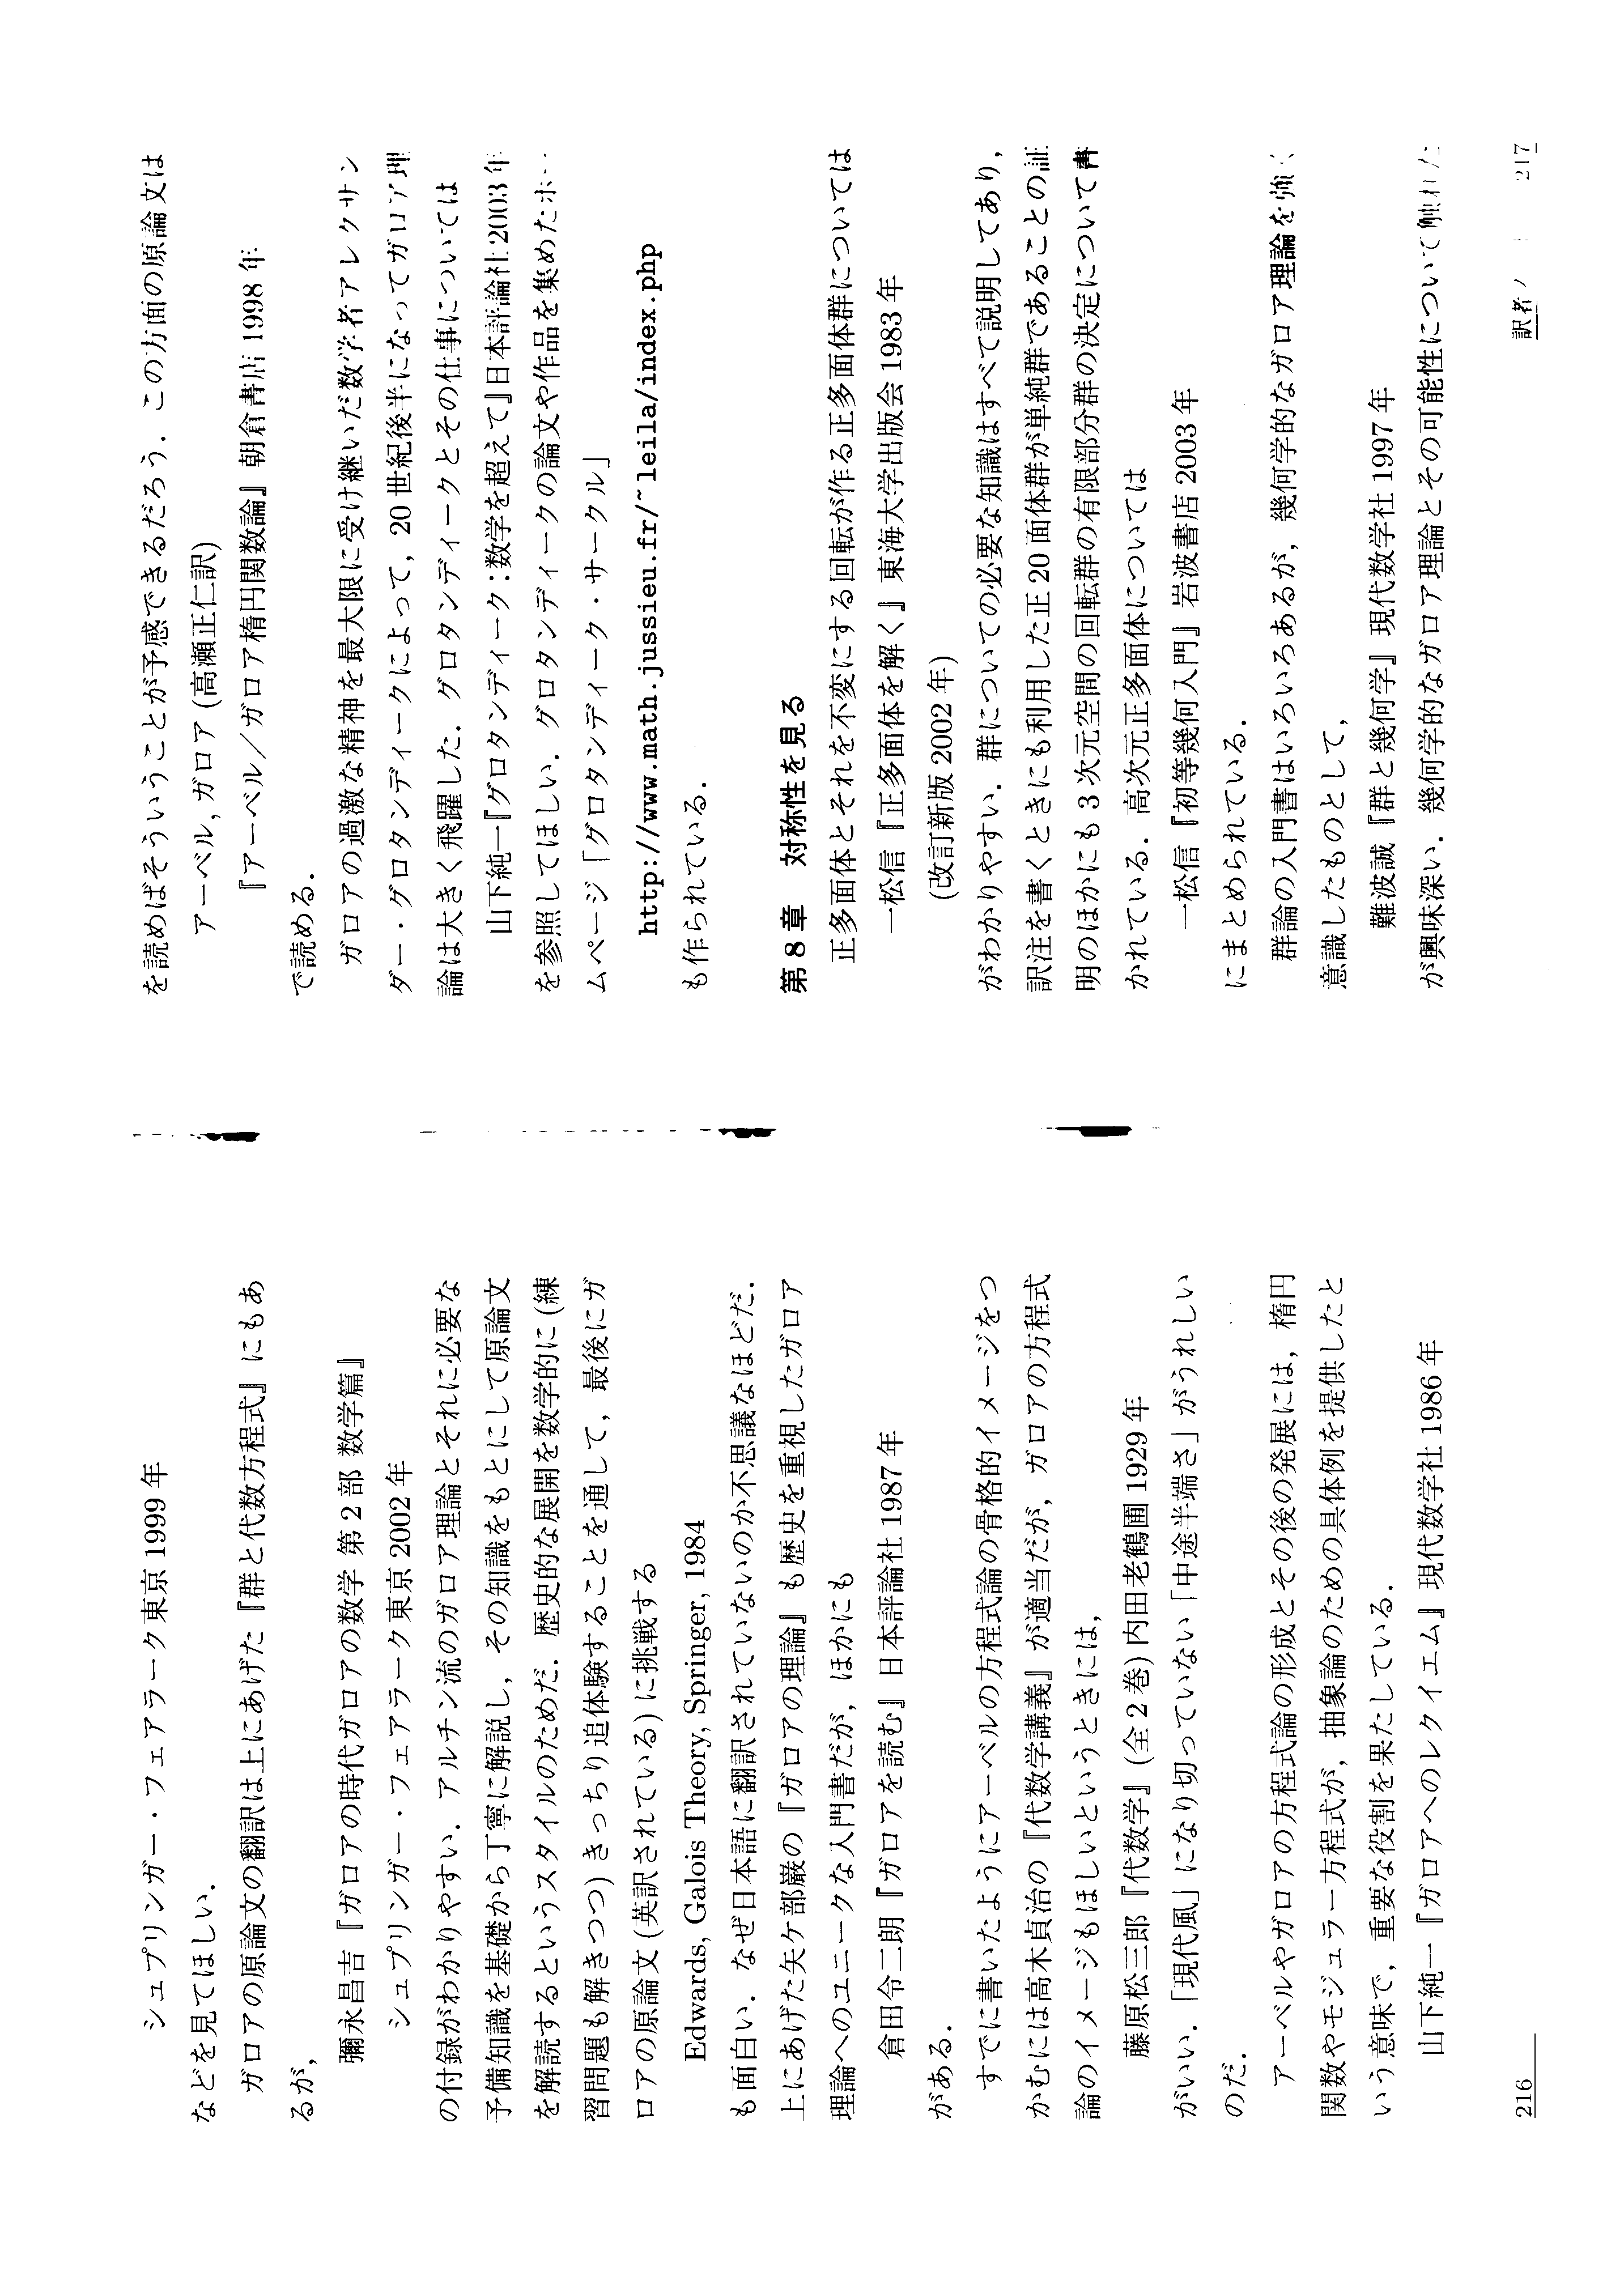 シュプリンガー・フェアラーク東京 1999 年
などを見てほしい.
ガロアの原論文の翻訳は上にあげた『群と代数方程式』にもあ
るが,
彌永昌吉『ガロアの時代ガロアの数学 第 2 部 数学篇』
シュプリンガー・フェアラーク東京 2002 年
の付録がわかりやすい. アルチン流のガロア理論とそれに必要な
予備知識を基礎から丁寧に解説し, その知識をもとにして原論文
を解読するというスタイルのためだ. 歴史的な展開を数学的に (練
習問題も解きつつ) きっちり追体験することを通して, 最後にガ
ロアの原論文 (英訳されている) に挑戦する
Edwards, Galois Theory, Springer, 1984
も面白い. なぜ日本語に翻訳されていないのか不思議なほどだ.
上にあげた矢ケ部巌の『ガロアの理論』も歴史を重視したガロア
理論へのユニークな入門書だが, ほかにも
倉田令二朗『ガロアを読む』日本評論社 1987 年
がある.
すでに書いたようにアーベルの方程式論の骨格的イメージをつ
かむには高木貞治の『代数学講義』が適当だが, ガロアの方程式
論のイメージもほしいというときには,
藤原松三郎『代数学』(全 2 巻) 内田老鶴圃 1929 年
がいい.「現代風」になり切っていない「中途半端さ」がうれしい
のだ.
アーベルやガロアの方程式論の形成とその後の発展には, 楕円
関数やモジュラー方程式が, 抽象論のための具体例を提供したと
いう意味で, 重要な役割を果たしている.
山下純一『ガロアへのレクイエム』現代数学社 1986 年
216
を読めばそういうことが予感できるだろう. この方面の原論文は
アーベル, ガロア (高瀬正仁訳)
『アーベル／ガロア楕円関数論』朝倉書店 1998 年
で読める.
ガロアの過激な精神を最大限に受け継いだ数学者アレクサン
ダー・グロタンディークによって, 20 世紀後半になってガロア理
論は大きく飛躍した. グロタンディークとその仕事については
山下純一『グロタンディーク：数学を超えて』日本評論社 2003 年
を参照してほしい. グロタンディークの論文や作品を集めたホー
ムページ「グロタンディーク・サークル」
http://www.math.jussieu.fr/~leila/index.php
も作られている.
第 8 章 対称性を見る
正多面体とそれを不変にする回転が作る正多面体群については
一松信『正多面体を解く』東海大学出版会 1983 年
(改訂新版 2002 年)
がわかりやすい. 群についての必要な知識はすべて説明してあり,
訳注を書くときにも利用した正 20 面体群が単純群であることの証
明のほかにも 3 次元空間の回転群の有限部分群の決定について書
かれている. 高次元正多面体については
一松信『初等幾何入門』岩波書店 2003 年
にまとめられている.
群論の入門書はいろいろあるが, 幾何学的なガロア理論を強く
意識したものとして,
難波誠『群と幾何学』現代数学社 1997 年
が興味深い. 幾何学的なガロア理論とその可能性について触れた
訳者ノ
217